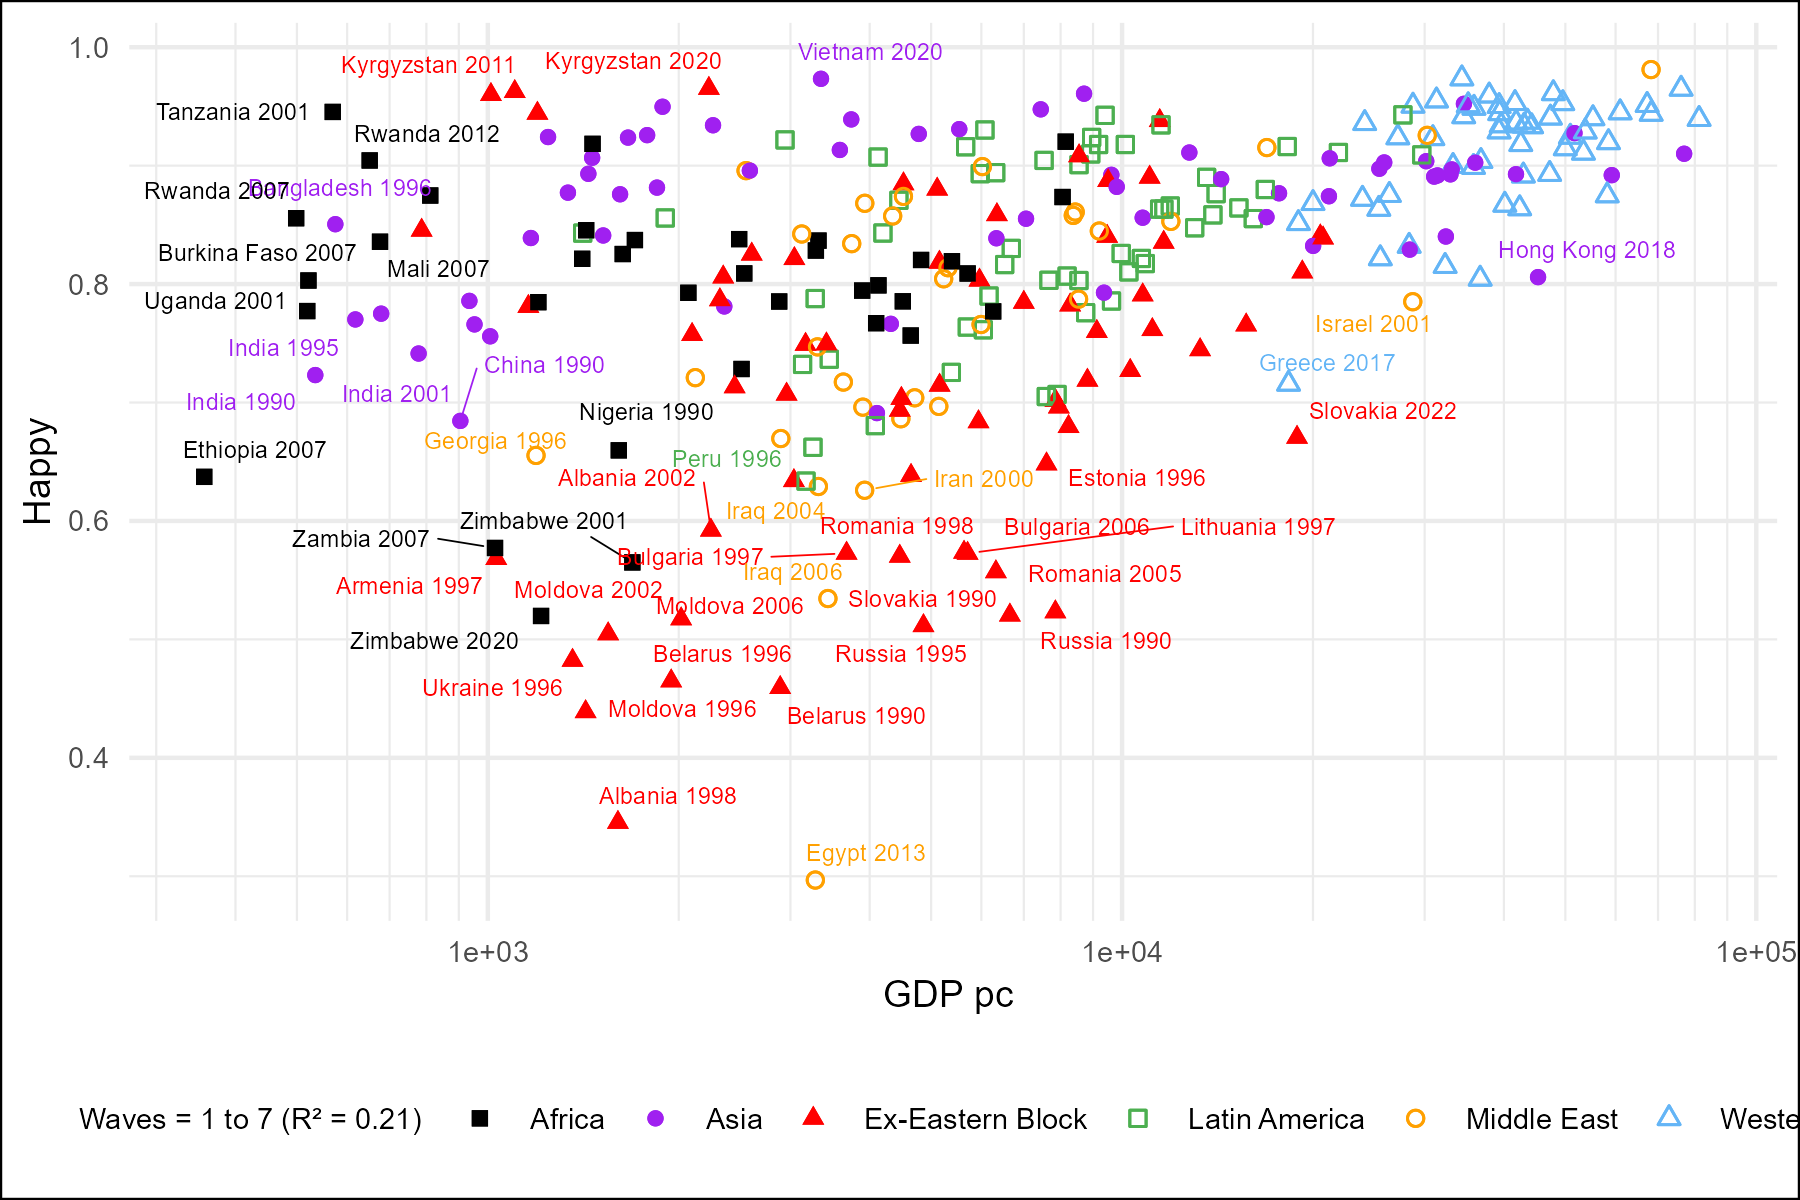 Vietnam 2020
1.0
Kyrgyzstan 2011
Kyrgyzstan 2020
Tanzania 2001
Rwanda 2012
Rwanda 2007
Bangladesh 1996
Burkina Faso 2007
Hong Kong 2018
Mali 2007
0.8
Uganda 2001
Israel 2001
India 1995
China 1990
Greece 2017
India 2001
India 1990
Nigeria 1990
Slovakia 2022
Georgia 1996
Ethiopia 2007
Peru 1996
Albania 2002
Iran 2000
Estonia 1996
Happy
Iraq 2004
0.6
Zimbabwe 2001
Romania 1998
Bulgaria 2006
Lithuania 1997
Zambia 2007
Bulgaria 1997
Iraq 2006
Romania 2005
Armenia 1997
Moldova 2002
Slovakia 1990
Moldova 2006
Zimbabwe 2020
Russia 1990
Belarus 1996
Russia 1995
Ukraine 1996
Moldova 1996
Belarus 1990
0.4
Albania 1998
Egypt 2013
1e+03
1e+04
1e+05
GDP pc
Waves = 1 to 7 (R² = 0.21)
Africa
Asia
Ex-Eastern Block
Latin America
Middle East
Weste